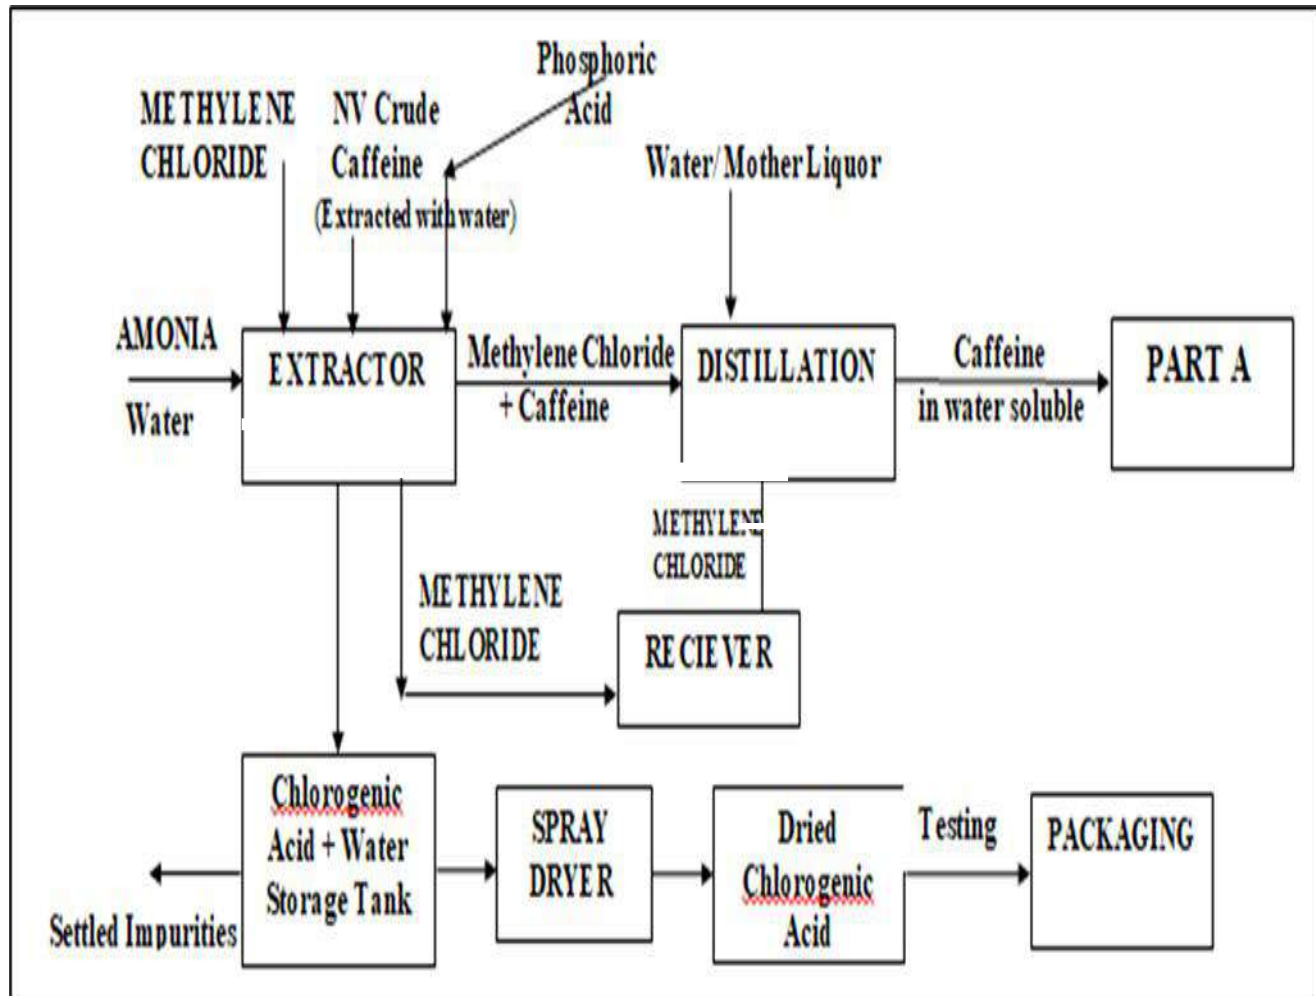 Phosphoric
Acid
METHYLENE
CHLORIDE
NV Crude
Caffeine
(Extracted with water)
Water/Mother Liquor
AMONIA
Water
EXTRACTOR
Methylene Chloride
+ Caffeine
DISTILLATION
Caffeine
in water soluble
PART A
METHYLENE
CHLORIDE
METHYLENE
CHLORIDE
RECIEVER
Chlorogenic
Acid + Water
Storage Tank
Settled Impurities
SPRAY
DRYER
Dried
Chlorogenic
Acid
Testing
PACKAGING